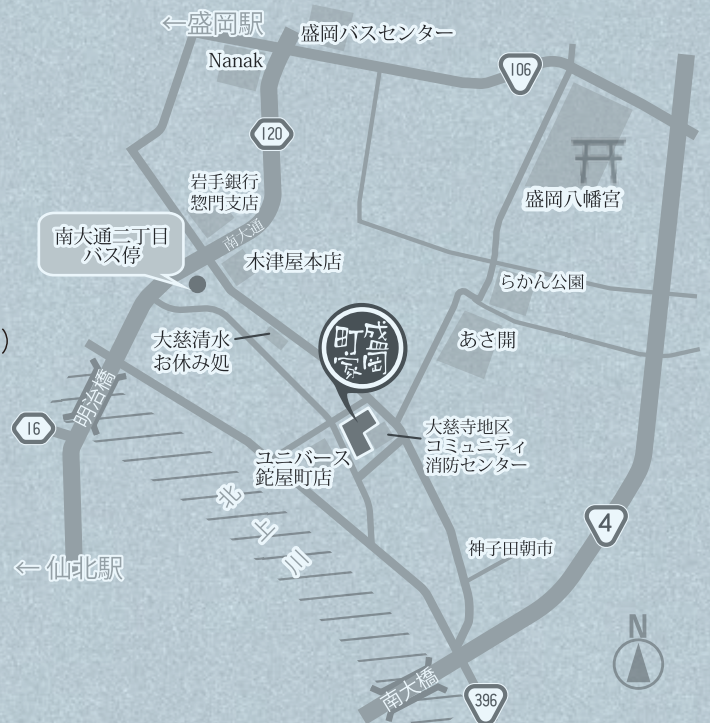 ←盛岡駅
盛岡バスセンター
Nanak
106
120
岩手銀行
惣門支店
盛岡八幡宮
南大通二丁目
バス停
南大通
木津屋本店
らかん公園
)
大慈清水
お休み処
盛岡
町家
あさ開
明治橋
16
大慈寺地区
コミュニティ
消防センター
ユニバース
鉈屋町店
北上川
4
←仙北駅
神子田朝市
N
南大橋
396